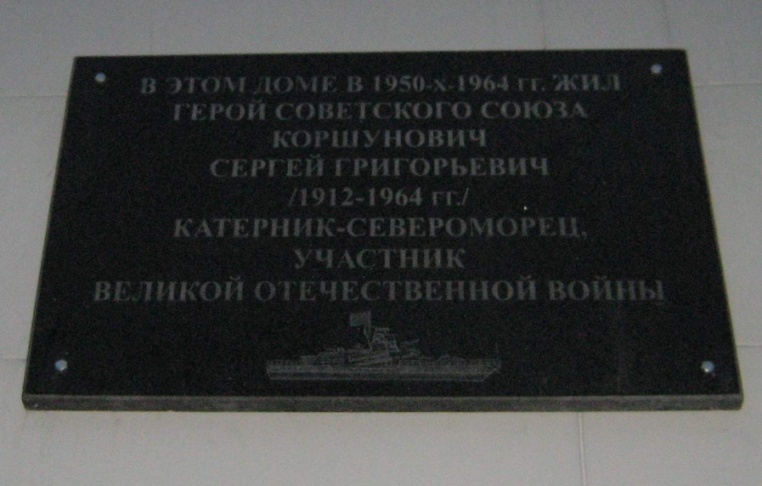 В ЭТОМ ДОМЕ В 1950-х-1964 гг. ЖИЛ
ГЕРОЙ СОВЕТСКОГО СОЮЗА
КОРШУНОВИЧ
СЕРГЕЙ ГРИГОРЬЕВИЧ
/1912-1964 гг./
КАТЕРНИК-СЕВЕРОМОРЕЦ,
УЧАСТНИК
ВЕЛИКОЙ ОТЕЧЕСТВЕННОЙ ВОЙНЫ